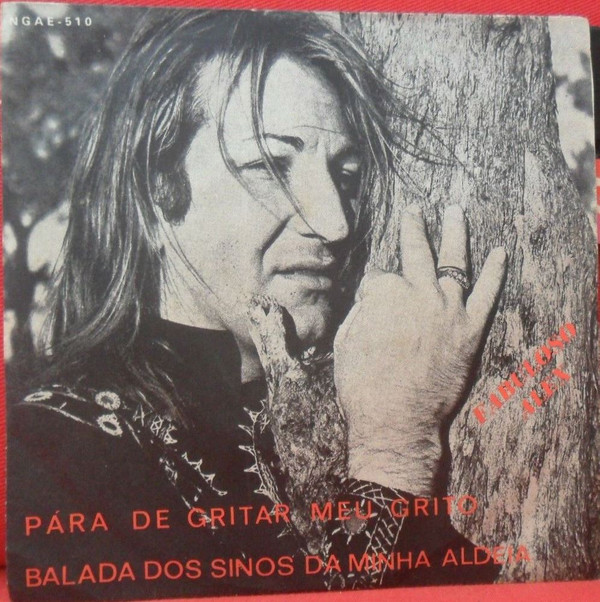 NGAE-510
FABULOSO
ALEX
PÁRA DE GRITAR MEU GRITO
BALADA DOS SINOS DA MINHA ALDEIA